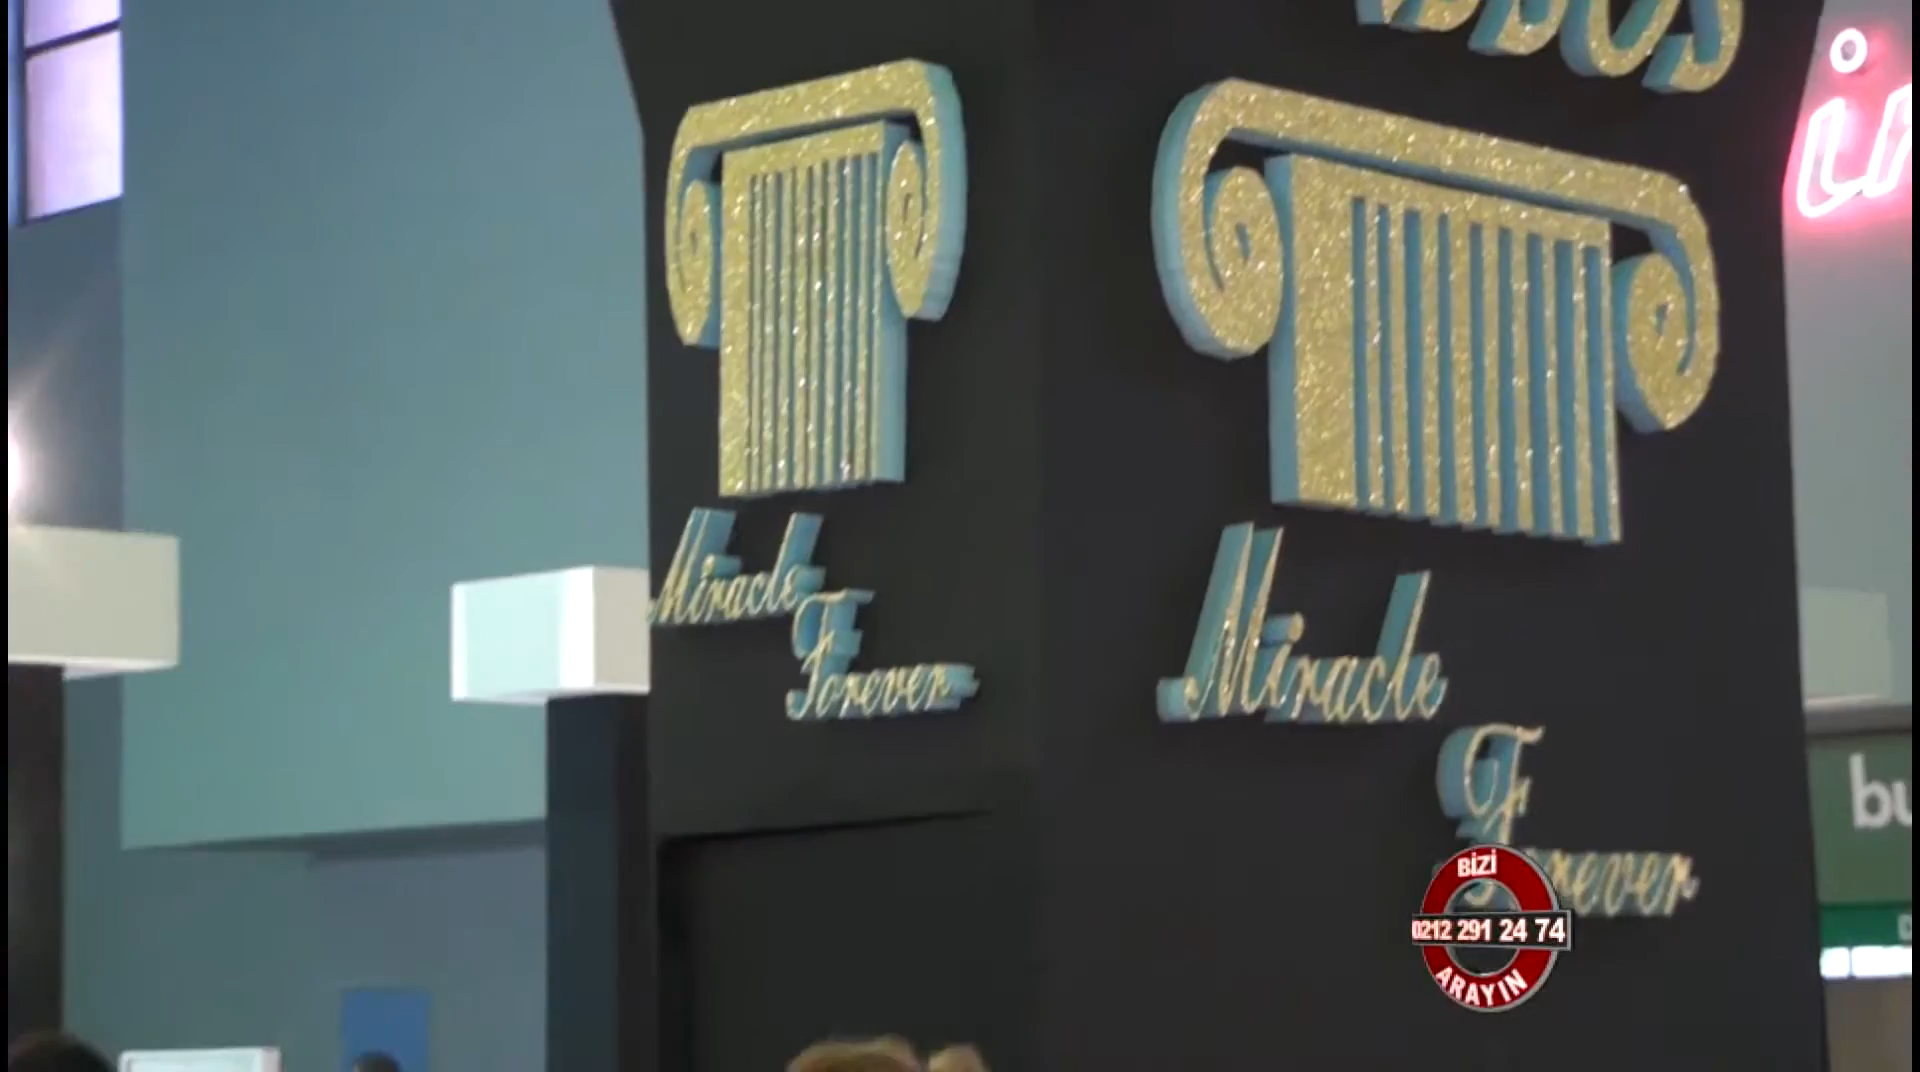 Miracle
Forever
Miracle
Forever
BİZİ
0212 291 24 74
ARAYIN